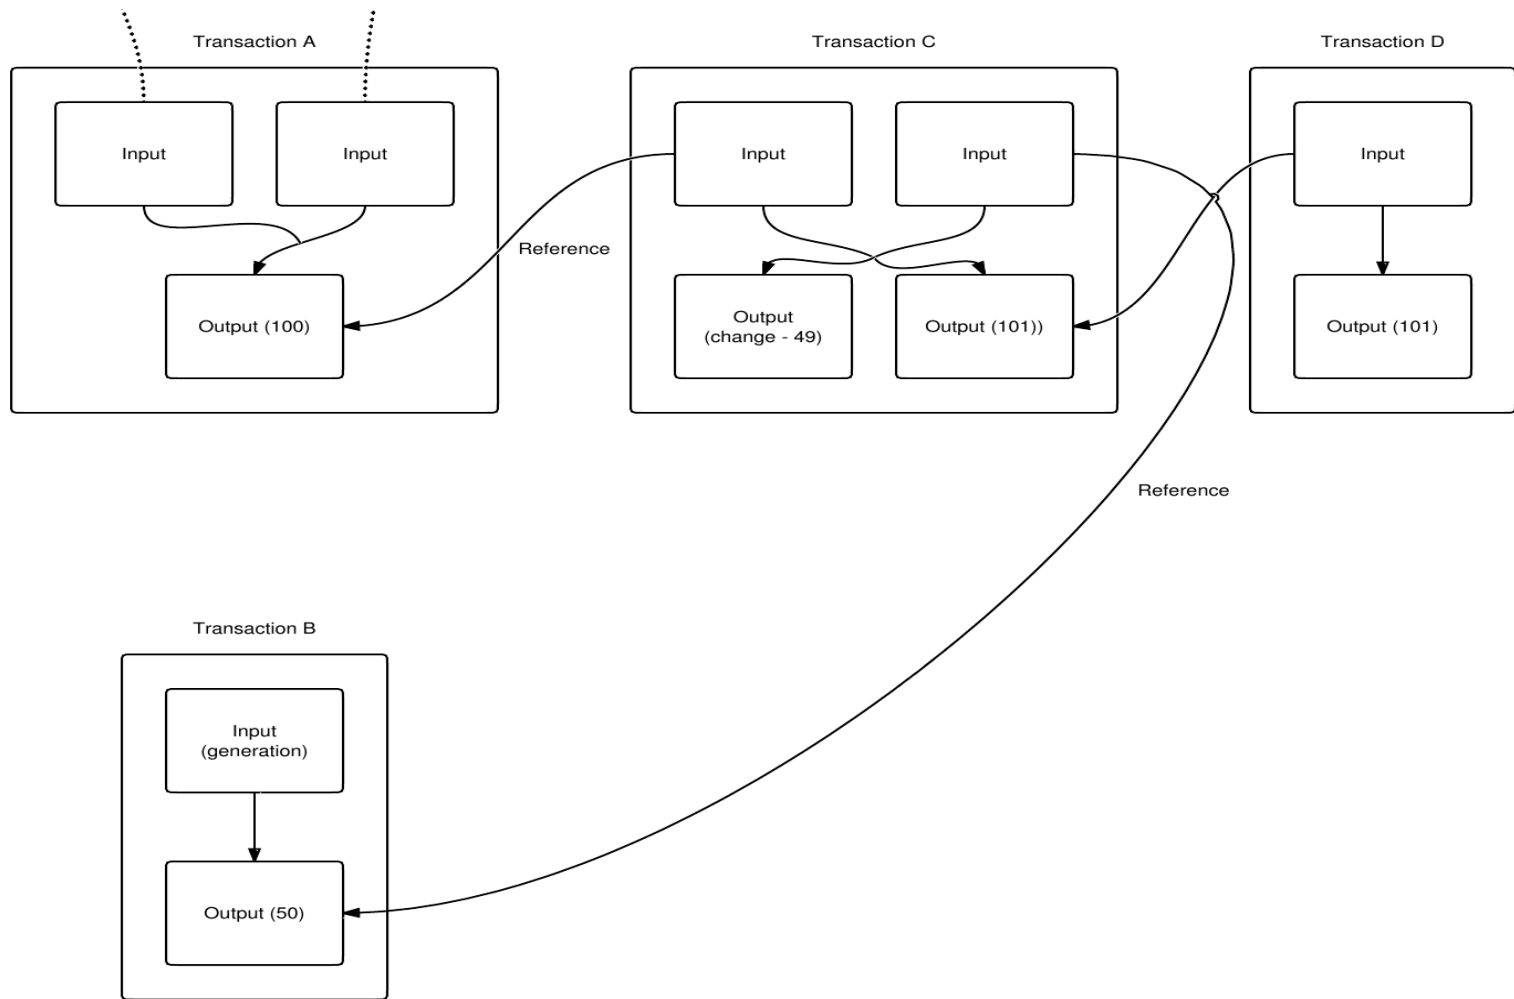 Transaction A
Transaction C
Transaction D
Input
Input
Input
Input
Input
Reference
Output (100)
Output
(change - 49)
Output (101))
Output (101)
Reference
Transaction B
Input
(generation)
Output (50)